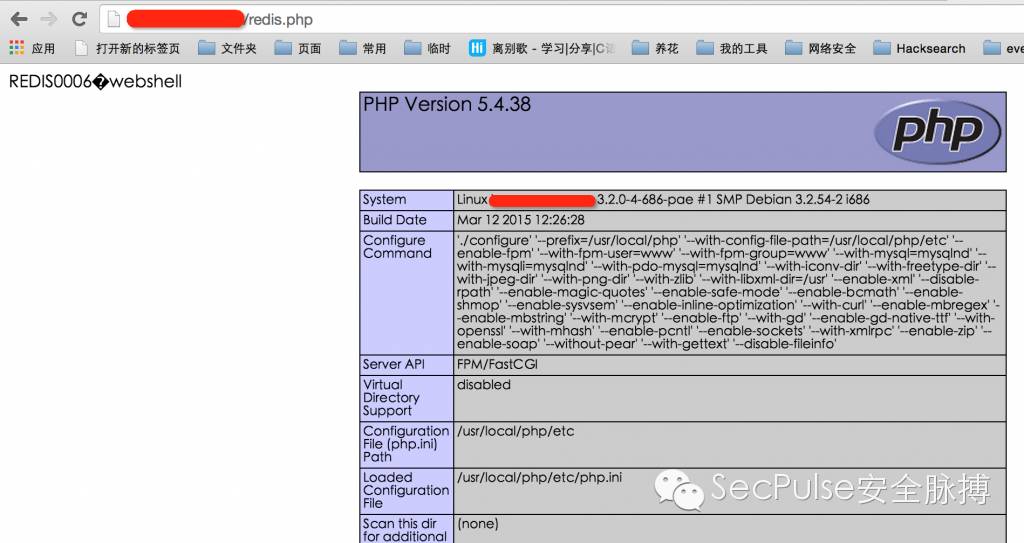 /redis.php
应用 打开新的标签页 文件夹 页面 常用 临时 Hi 离别歌 - 学习|分享|C 养花 我的工具 网络安全 Hacksearch eve
REDIS0006�webshell
PHP Version 5.4.38
php
System Linux 3.2.0-4-686-pae #1 SMP Debian 3.2.54-2 i686
Build Date Mar 12 2015 12:26:28
Configure Command './configure' '--prefix=/usr/local/php' '--with-config-file-path=/usr/local/php/etc' '--
enable-fpm' '--with-fpm-user=www' '--with-fpm-group=www' '--with-mysql=mysqlnd' '--
with-mysqli=mysqlnd' '--with-pdo-mysql=mysqlnd' '--with-iconv-dir' '--with-freetype-dir' '--
with-jpeg-dir' '--with-png-dir' '--with-zlib' '--with-libxml-dir=/usr' '--enable-xml' '--disable-
rpath' '--enable-magic-quotes' '--enable-safe-mode' '--enable-bcmath' '--enable-
shmop' '--enable-sysvsem' '--enable-inline-optimization' '--with-curl' '--enable-mbregex' '-
-enable-mbstring' '--with-mcrypt' '--enable-ftp' '--with-gd' '--enable-gd-native-ttf' '--with-
openssl' '--with-mhash' '--enable-pcntl' '--enable-sockets' '--with-xmlrpc' '--enable-zip' '--
enable-soap' '--without-pear' '--with-gettext' '--disable-fileinfo'
Server API FPM/FastCGI
Virtual Directory Support disabled
Configuration File (php.ini) Path /usr/local/php/etc
Loaded Configuration File /usr/local/php/etc/php.ini
SecPulse安全脉搏
Scan this dir for additional (none)